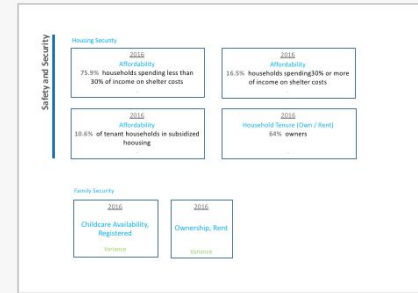 Safety and Security
Housing Security
2016
Affordability
75.9% households spending less than
30% of income on shelter costs
2016
Affordability
16.5% households spending30% or more
of income on shelter costs
2016
Affordability
10.6% of tenant households in subsidized
hoousing
2016
Household Tenure (Own / Rent)
64% owners
Family Security
2016
Childcare Availability,
Registered
Variance
2016
Ownership, Rent
Variance